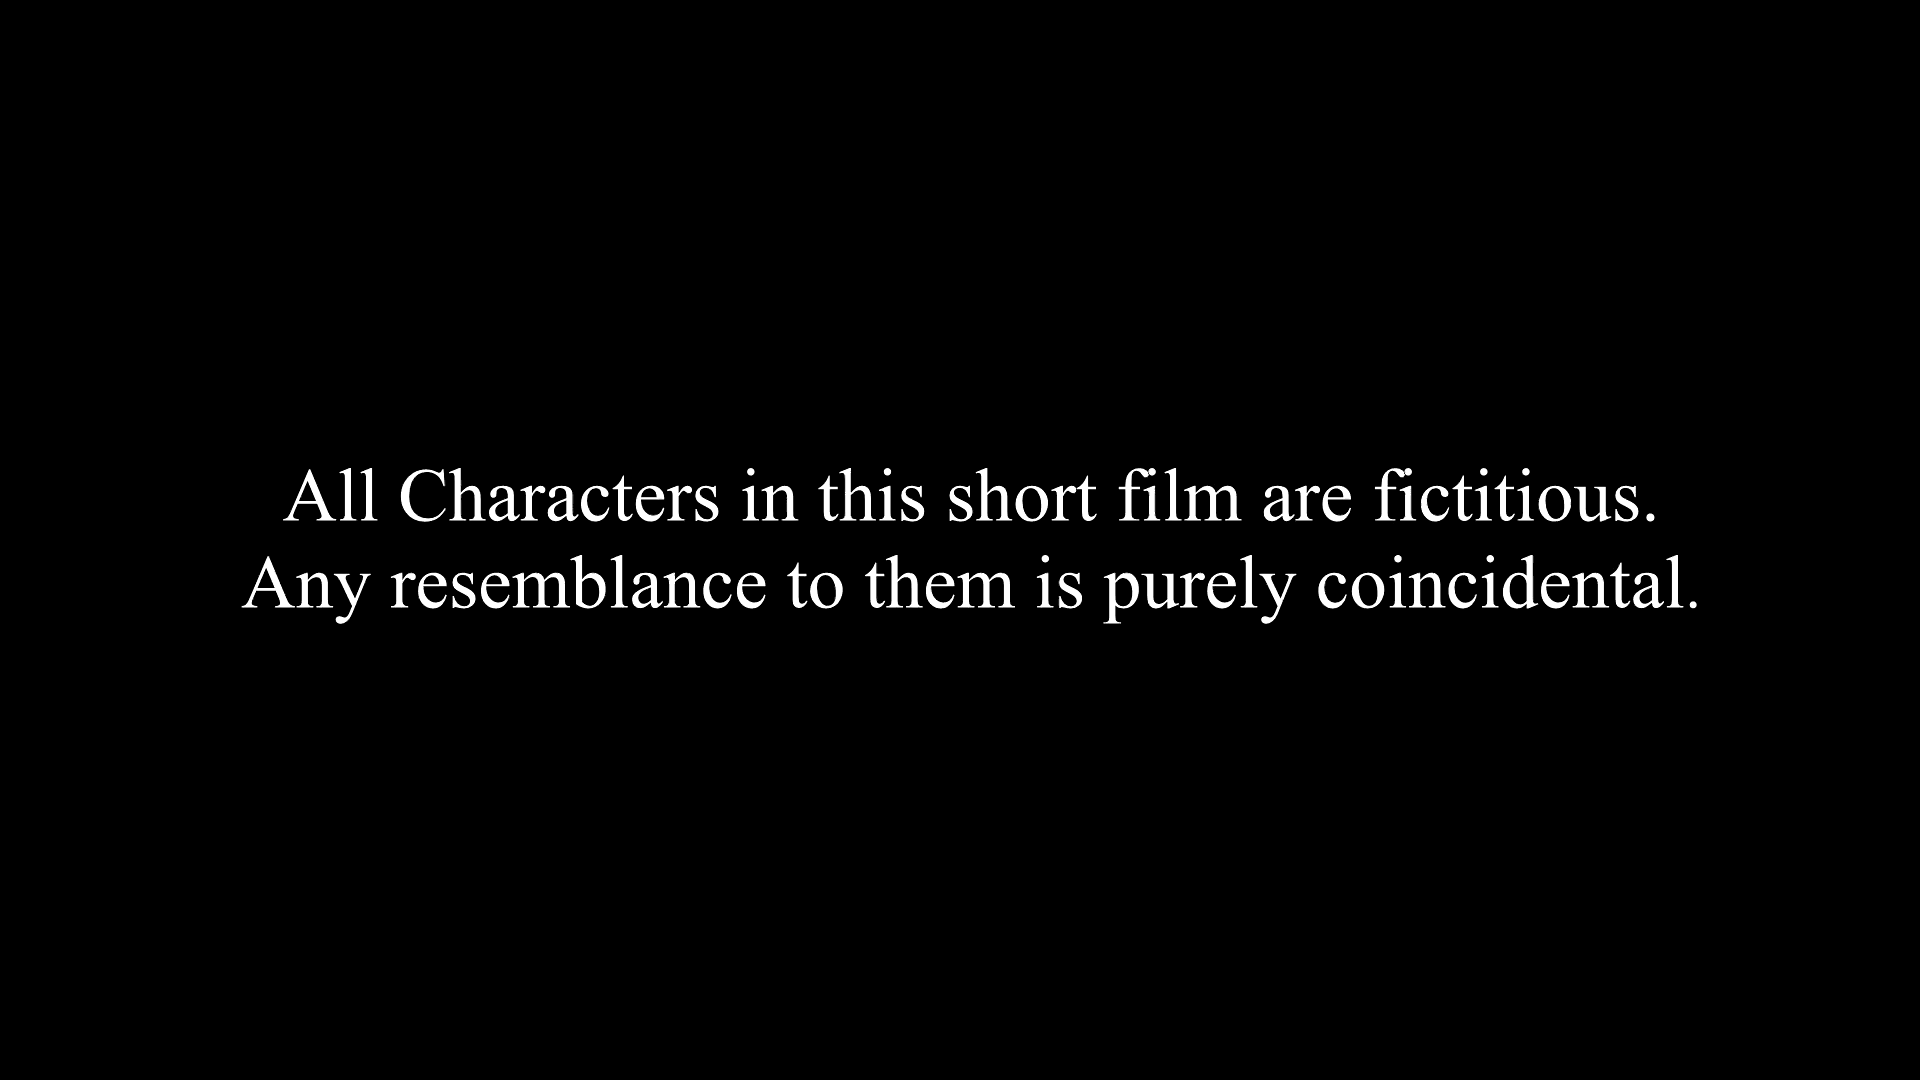 All Characters in this short film are fictitious.
Any resemblance to them is purely coincidental.